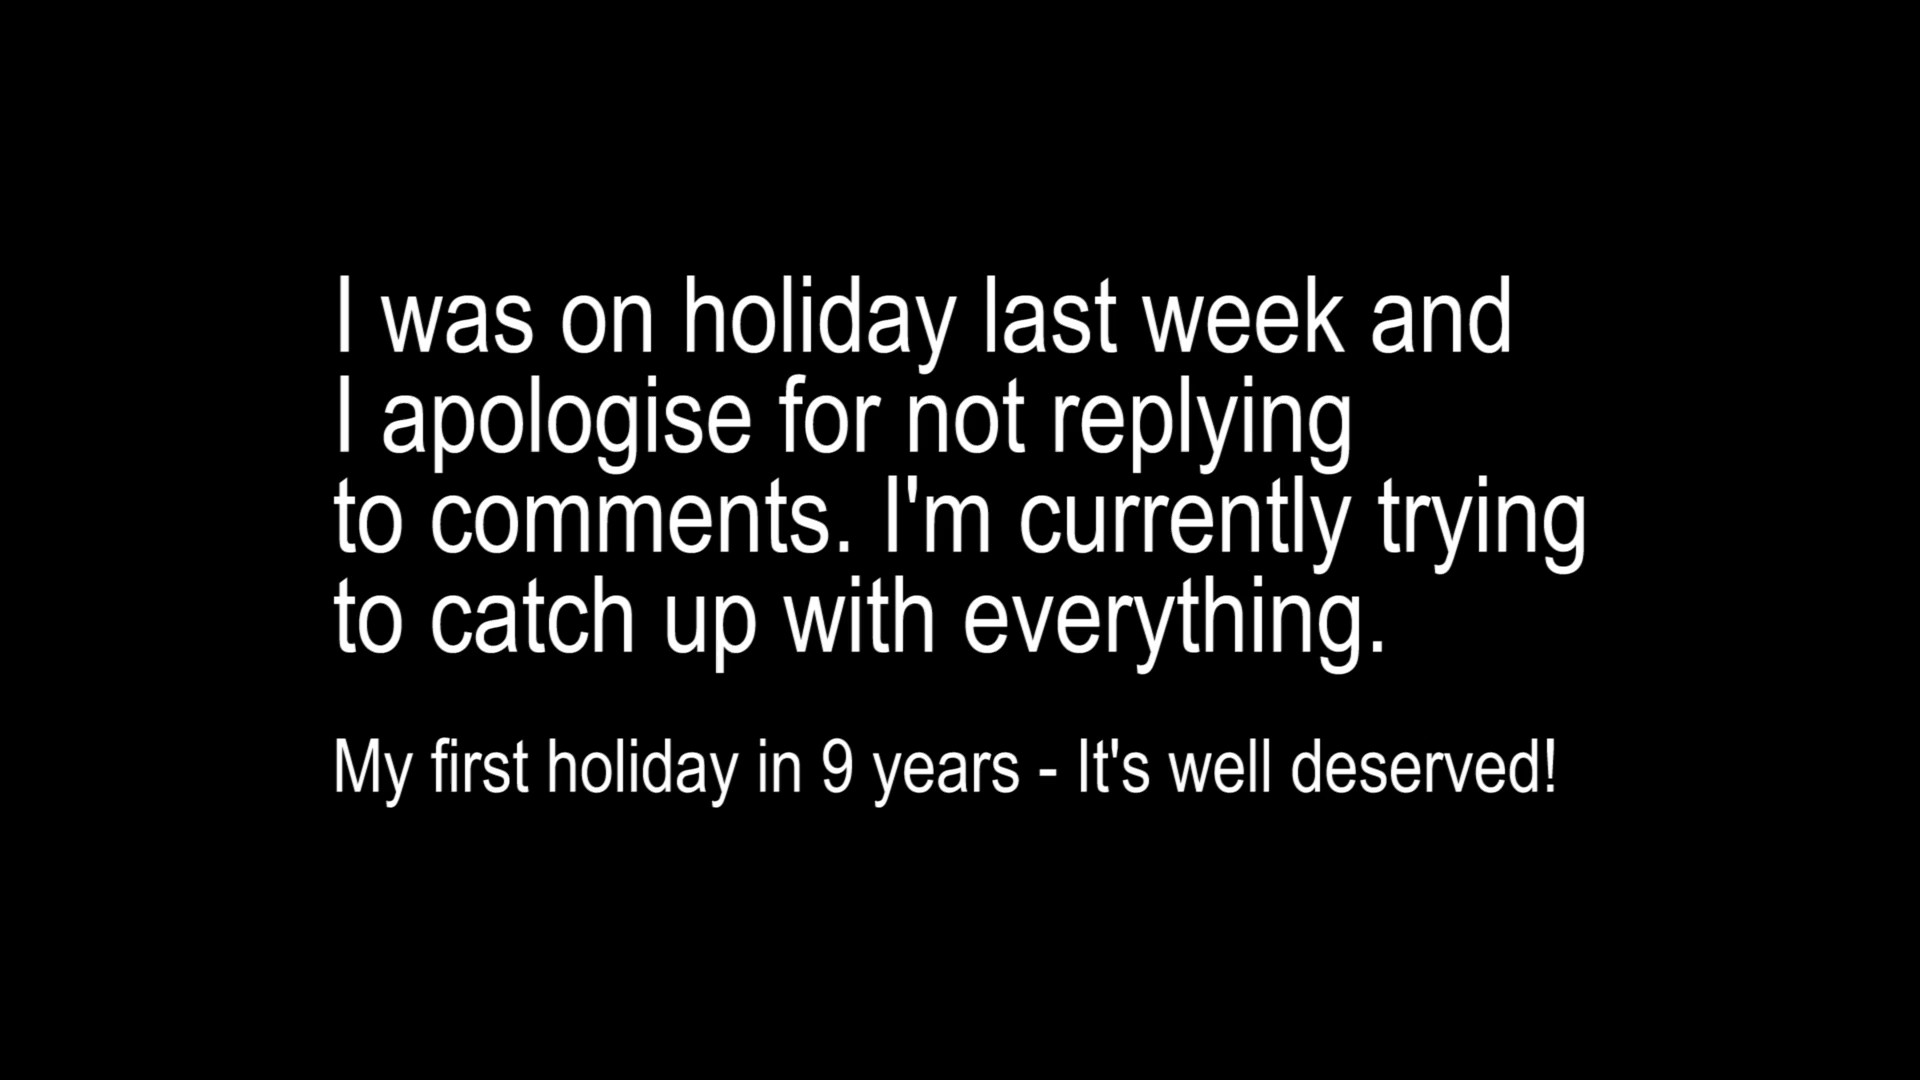 I was on holiday last week and
I apologise for not replying
to comments. I'm currently trying
to catch up with everything.
My first holiday in 9 years - It's well deserved!